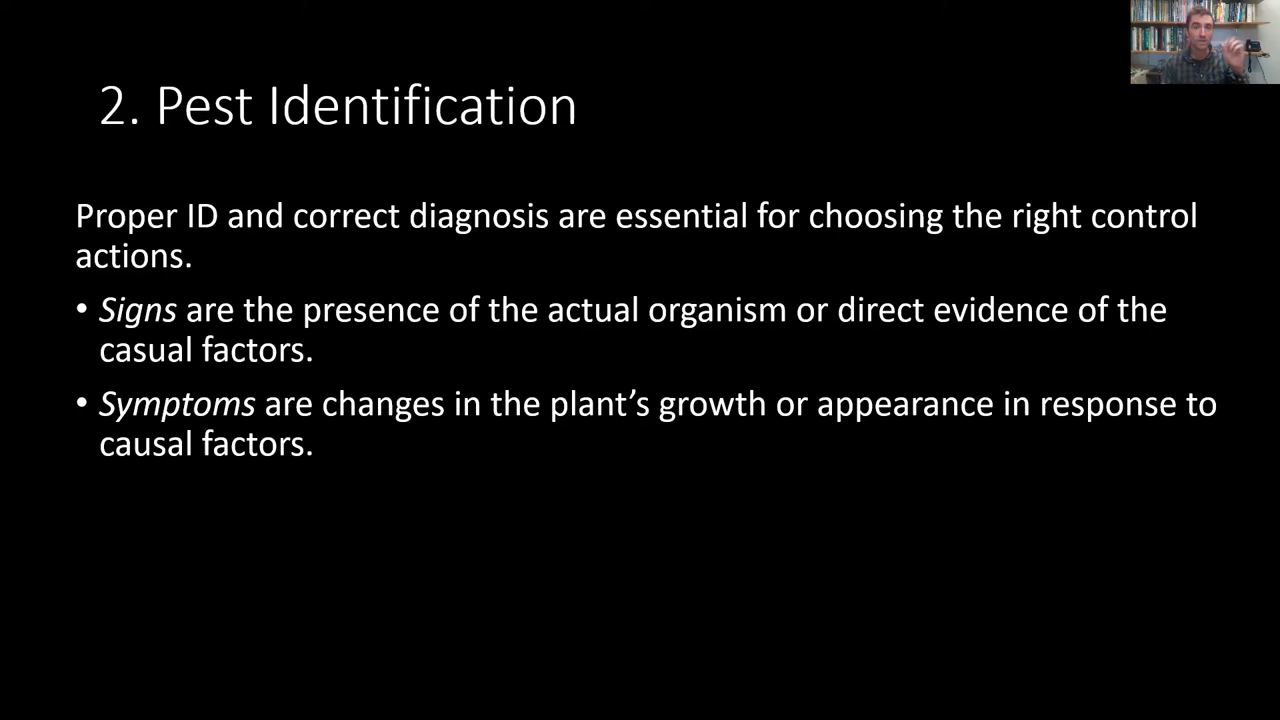 2. Pest Identification
Proper ID and correct diagnosis are essential for choosing the right control
actions.
• Signs are the presence of the actual organism or direct evidence of the
casual factors.
• Symptoms are changes in the plant’s growth or appearance in response to
causal factors.